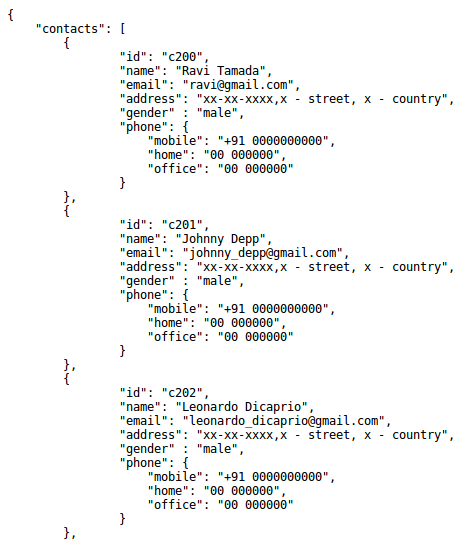 {
    "contacts": [
        {
                "id": "c200",
                "name": "Ravi Tamada",
                "email": "ravi@gmail.com",
                "address": "xx-xx-xxxx,x - street, x - country",
                "gender" : "male",
                "phone": {
                    "mobile": "+91 0000000000",
                    "home": "00 000000",
                    "office": "00 000000"
                }
        },
        {
                "id": "c201",
                "name": "Johnny Depp",
                "email": "johnny_depp@gmail.com",
                "address": "xx-xx-xxxx,x - street, x - country",
                "gender" : "male",
                "phone": {
                    "mobile": "+91 0000000000",
                    "home": "00 000000",
                    "office": "00 000000"
                }
        },
        {
                "id": "c202",
                "name": "Leonardo Dicaprio",
                "email": "leonardo_dicaprio@gmail.com",
                "address": "xx-xx-xxxx,x - street, x - country",
                "gender" : "male",
                "phone": {
                    "mobile": "+91 0000000000",
                    "home": "00 000000",
                    "office": "00 000000"
                }
        },